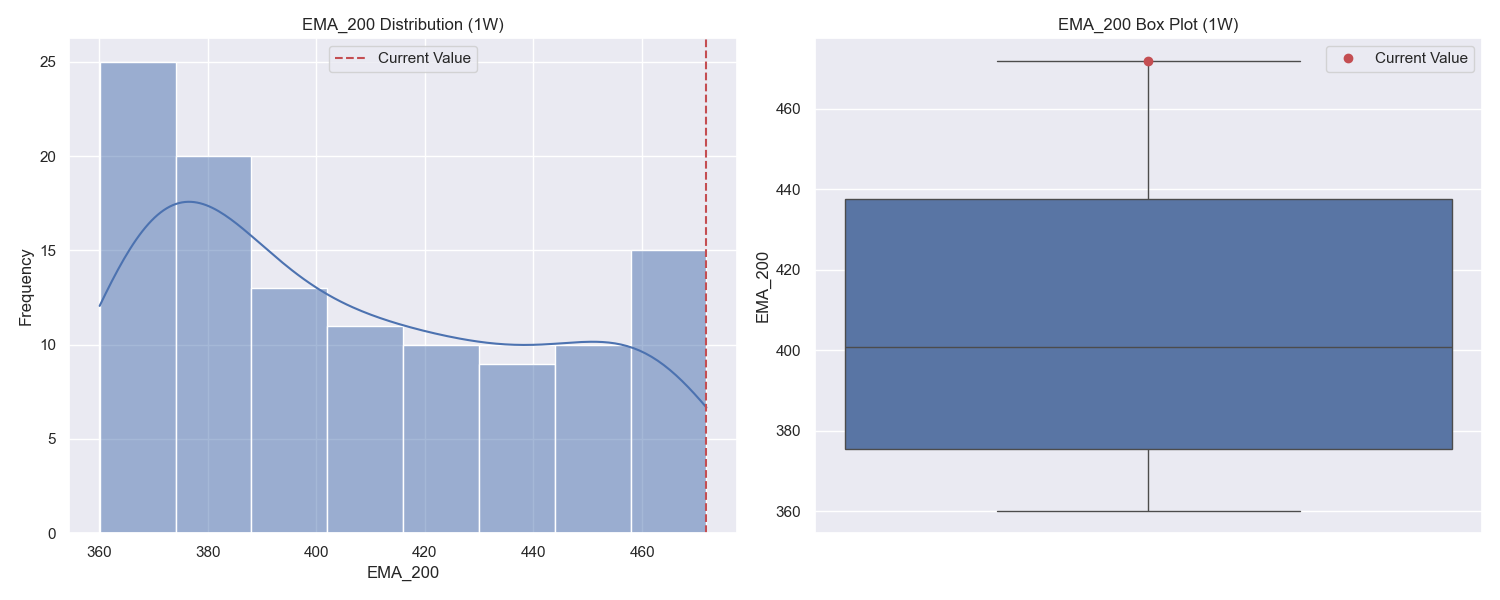 EMA_200 Distribution (1W)
Current Value
25
20
15
10
5
0
Frequency
360
380
400
420
440
460
EMA_200
EMA_200 Box Plot (1W)
Current Value
460
440
420
400
380
360
EMA_200